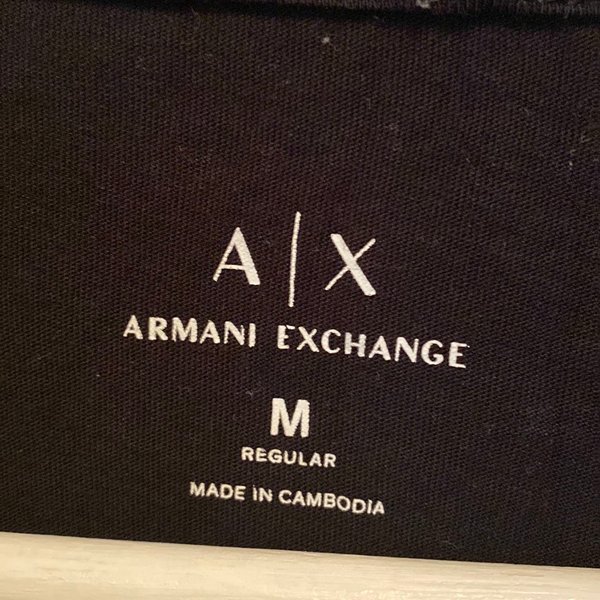 A|X
ARMANI EXCHANGE
M
REGULAR
MADE IN CAMBODIA